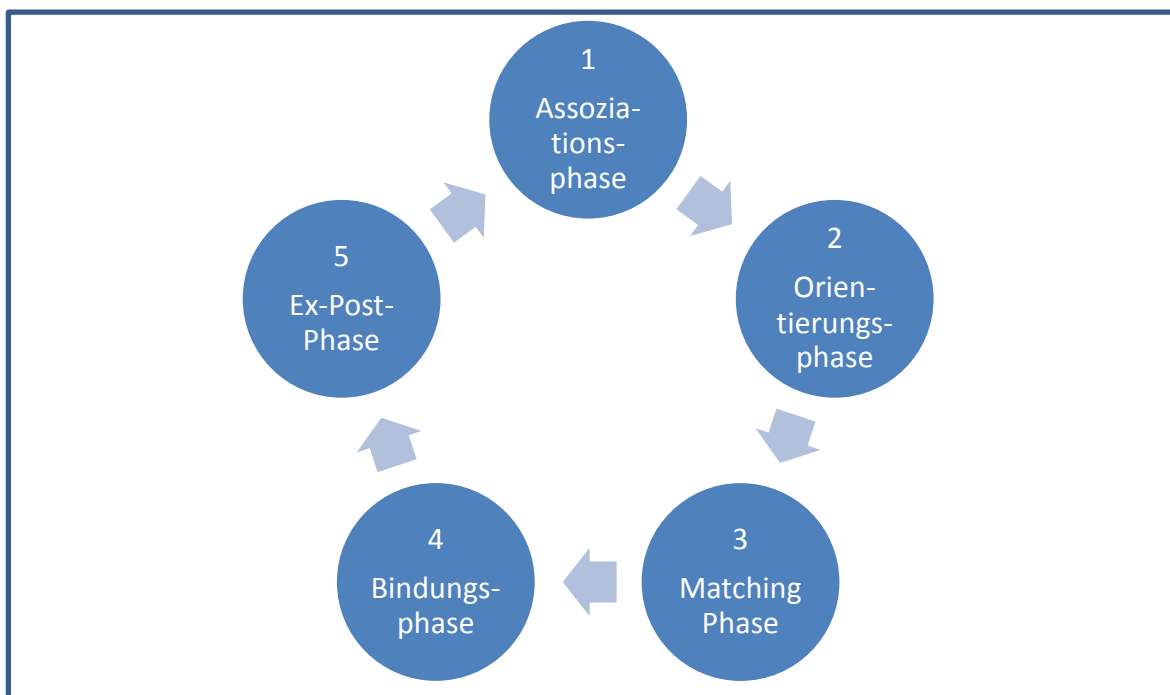 1
Assozia-
tions-
phase
2
Orien-
tierungs-
phase
3
Matching
Phase
4
Bindungs-
phase
5
Ex-Post-
Phase